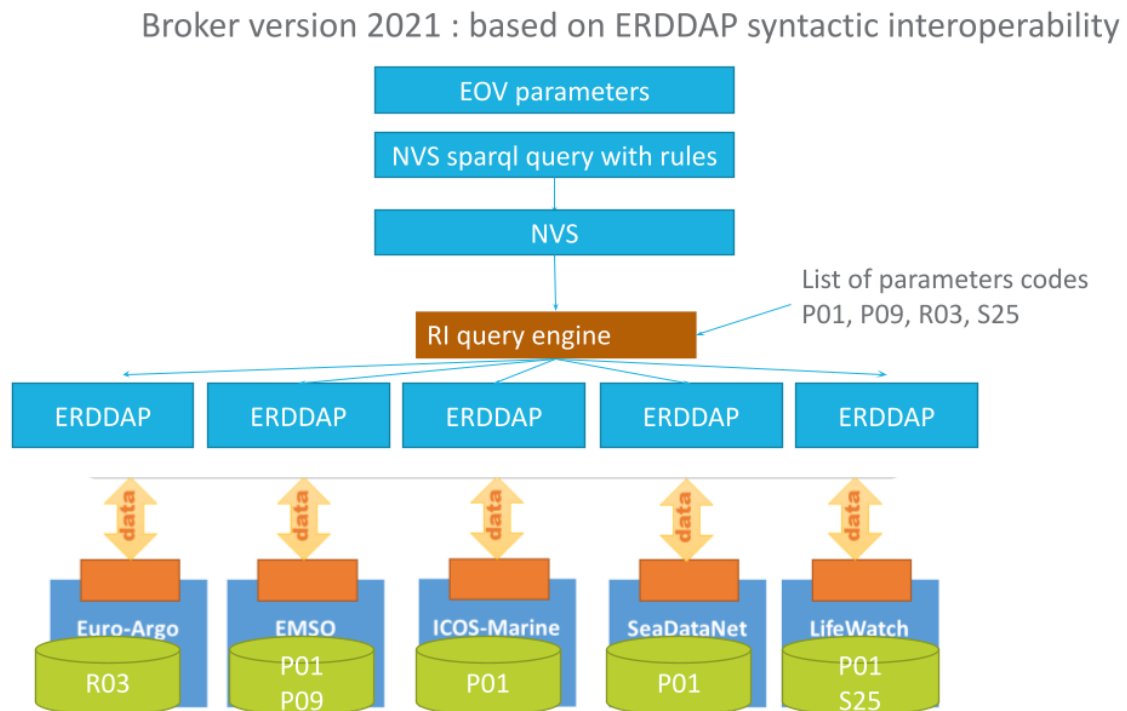 Broker version 2021 : based on ERDDAP syntactic interoperability
EOV parameters
NVS sparql query with rules
NVS
List of parameters codes
P01, P09, R03, S25
RI query engine
ERDDAP
ERDDAP
ERDDAP
ERDDAP
ERDDAP
data
data
data
data
data
Euro-Argo
EMSO
ICOS-Marine
SeaDataNet
LifeWatch
R03
P01
P09
P01
P01
P01
S25